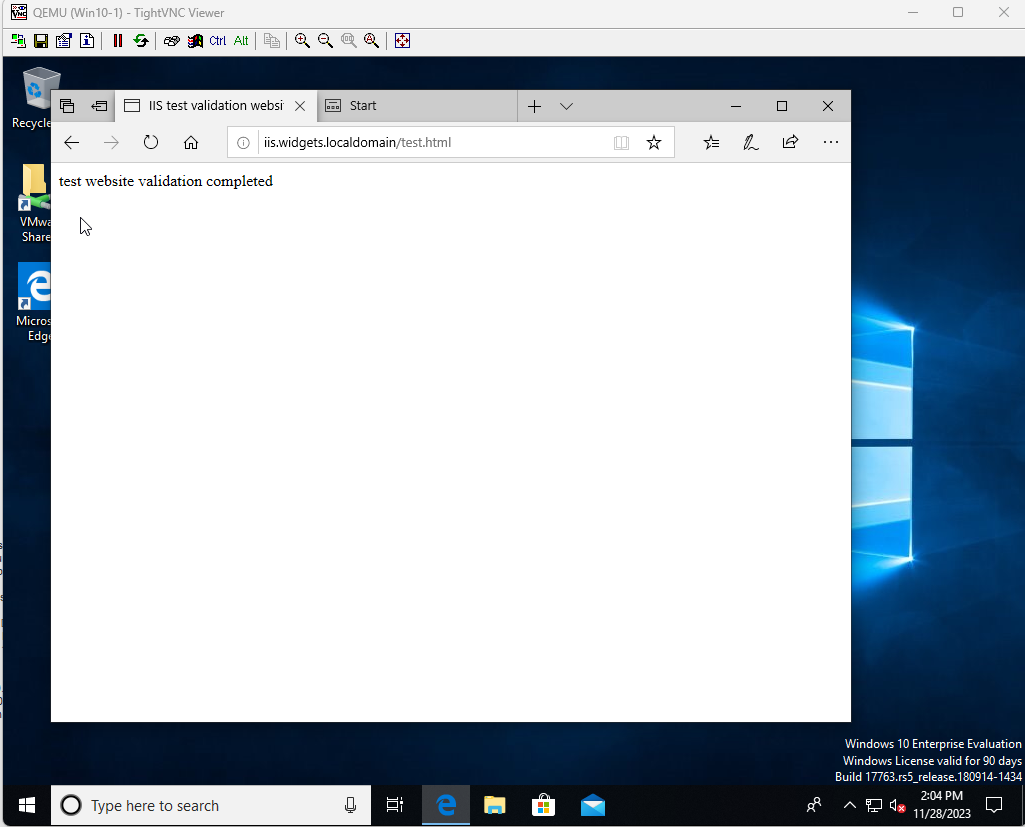 QEMU (Win10-1) - TightVNC Viewer
Ctrl Alt
Recycle
IIS test validation websi
Start
iis.widgets.localdomain/test.html
test website validation completed
VMwa
Share
Micros
Edge
Windows 10 Enterprise Evaluation
Windows License valid for 90 days
Build 17763.rs5_release.180914-1434
Type here to search
2:04 PM
11/28/2023